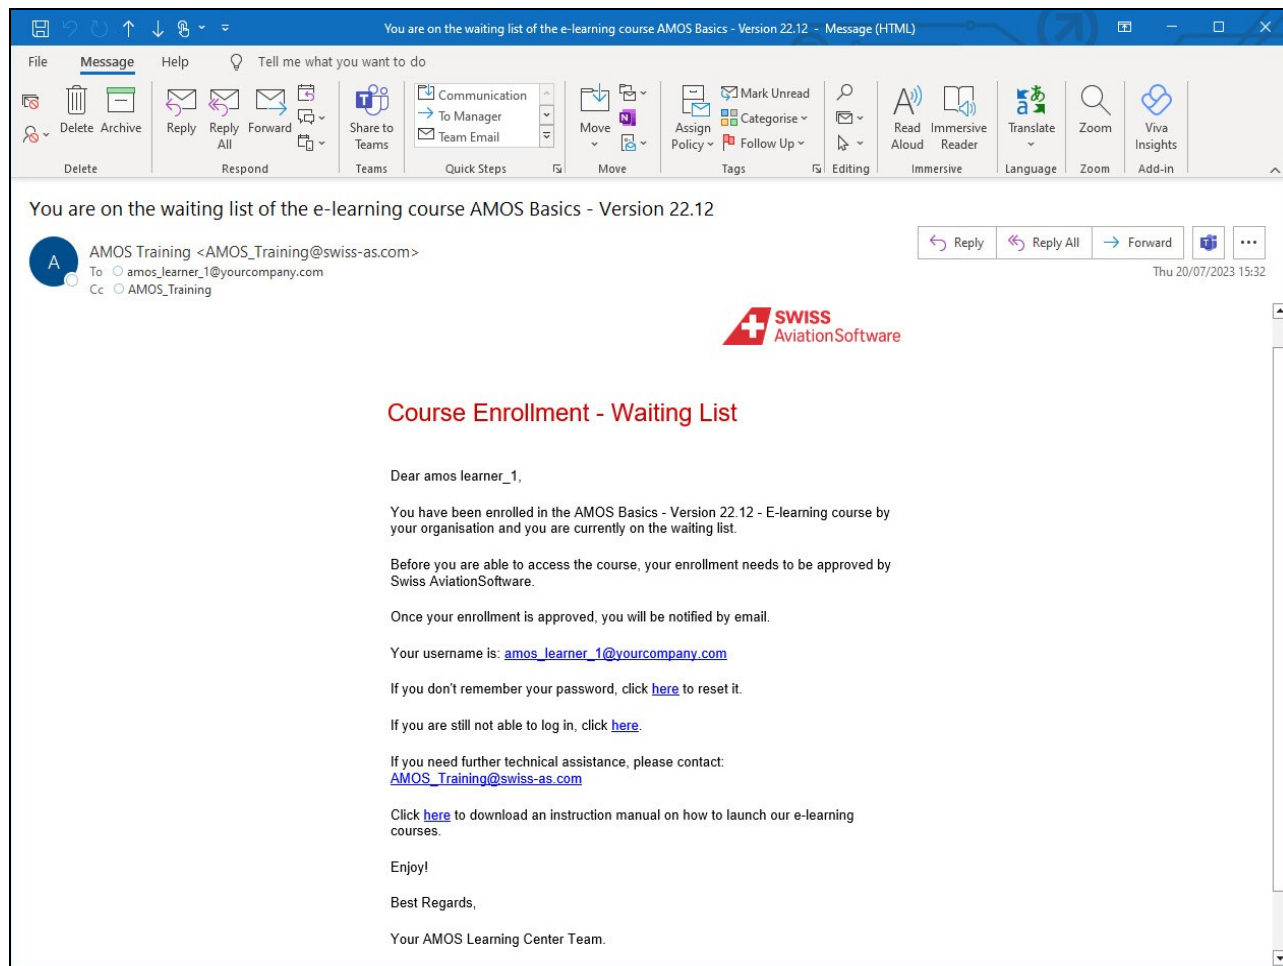 You are on the waiting list of the e-learning course AMOS Basics - Version 22.12 - Message (HTML)
File Message Help Tell me what you want to do
Delete Archive
Reply Reply All Forward
Share to Teams
Communication
To Manager
Team Email
Move
Assign Policy
Mark Unread
Categorise
Follow Up
Read Aloud
Immersive Reader
あ
a
Translate
Zoom
Viva Insights
Delete Respond Teams Quick Steps Move Tags Editing Immersive Language Zoom Add-in
You are on the waiting list of the e-learning course AMOS Basics - Version 22.12
A
AMOS Training <AMOS_Training@swiss-as.com>
To amos_learner_1@yourcompany.com
Cc AMOS_Training
Reply Reply All Forward
Thu 20/07/2023 15:32
SWISS
AviationSoftware
Course Enrollment - Waiting List
Dear amos learner_1,
You have been enrolled in the AMOS Basics - Version 22.12 - E-learning course by
your organisation and you are currently on the waiting list.
Before you are able to access the course, your enrollment needs to be approved by
Swiss AviationSoftware.
Once your enrollment is approved, you will be notified by email.
Your username is: amos_learner_1@yourcompany.com
If you don't remember your password, click here to reset it.
If you are still not able to log in, click here.
If you need further technical assistance, please contact:
AMOS_Training@swiss-as.com
Click here to download an instruction manual on how to launch our e-learning
courses.
Enjoy!
Best Regards,
Your AMOS Learning Center Team.